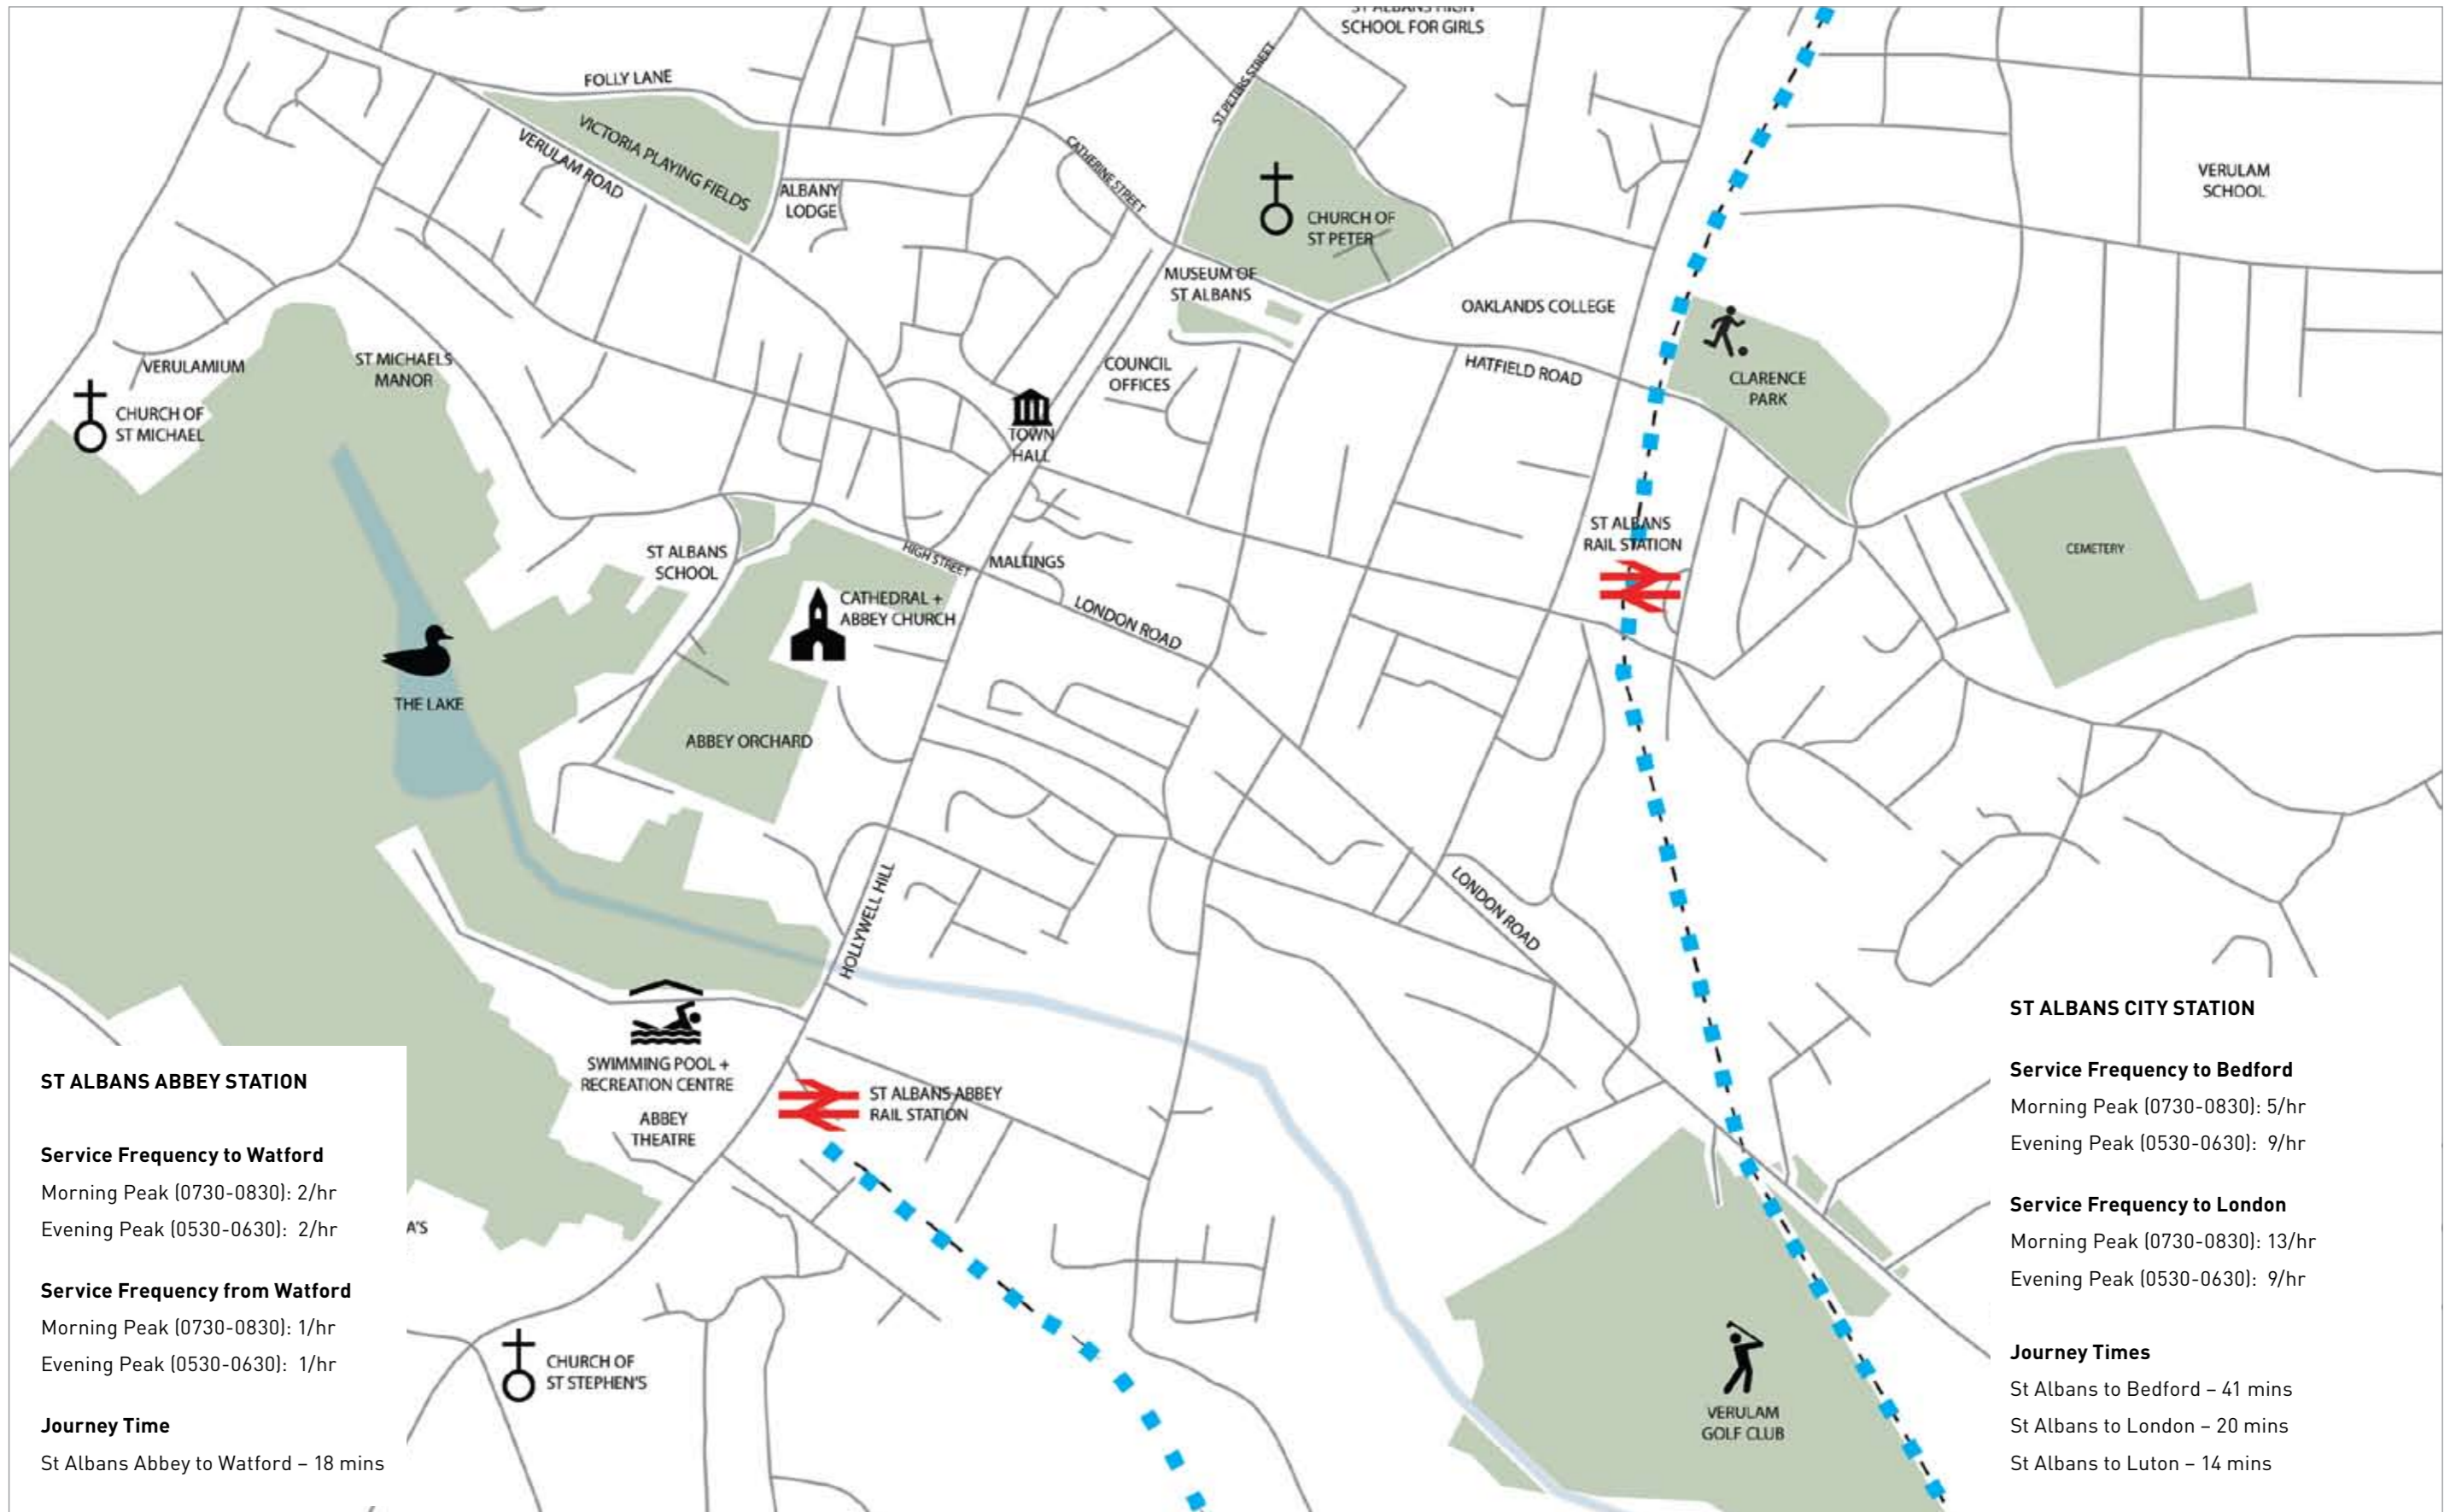 ST ALBANS HIGH
SCHOOL FOR GIRLS
FOLLY LANE
ST PETERS STREET
VICTORIA PLAYING FIELDS
VERULAM ROAD
CATHERINE STREET
ALBANY
LODGE
VERULAM
SCHOOL
CHURCH OF
ST PETER
MUSEUM OF
ST ALBANS
OAKLANDS COLLEGE
VERULAMIUM
ST MICHAELS
MANOR
COUNCIL
OFFICES
HATFIELD ROAD
CLARENCE
PARK
CHURCH OF
ST MICHAEL
TOWN
HALL
ST ALBANS
RAIL STATION
CEMETERY
ST ALBANS
SCHOOL
HIGH STREET
MALTINGS
CATHEDRAL +
ABBEY CHURCH
LONDON ROAD
THE LAKE
ABBEY ORCHARD
HOLLYWELL HILL
LONDON ROAD
SWIMMING POOL +
RECREATION CENTRE
ABBEY
THEATRE
ST ALBANS ABBEY
RAIL STATION
A'S
CHURCH OF
ST STEPHEN'S
VERULAM
GOLF CLUB
ST ALBANS ABBEY STATION
Service Frequency to Watford
Morning Peak (0730-0830): 2/hr
Evening Peak (0530-0630): 2/hr
Service Frequency from Watford
Morning Peak (0730-0830): 1/hr
Evening Peak (0530-0630): 1/hr
Journey Time
St Albans Abbey to Watford – 18 mins
ST ALBANS CITY STATION
Service Frequency to Bedford
Morning Peak (0730-0830): 5/hr
Evening Peak (0530-0630): 9/hr
Service Frequency to London
Morning Peak (0730-0830): 13/hr
Evening Peak (0530-0630): 9/hr
Journey Times
St Albans to Bedford – 41 mins
St Albans to London – 20 mins
St Albans to Luton – 14 mins